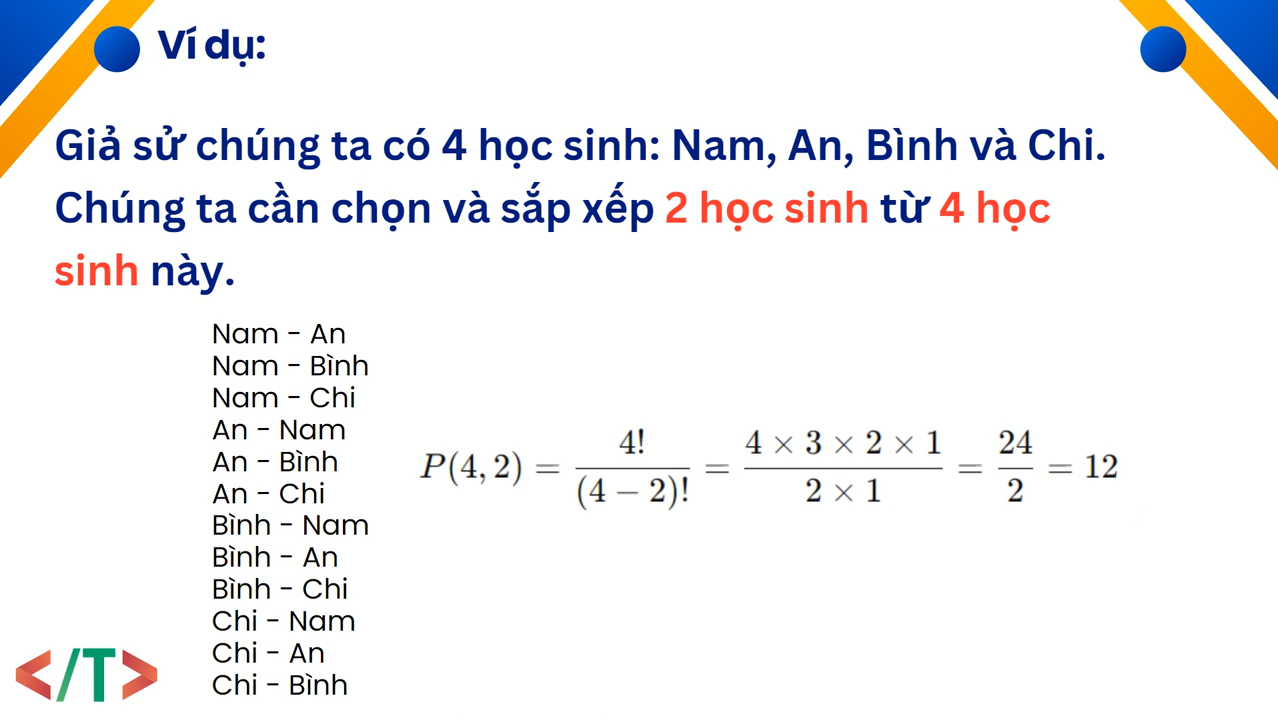 Ví dụ:
Giả sử chúng ta có 4 học sinh: Nam, An, Bình và Chi.
Chúng ta cần chọn và sắp xếp 2 học sinh từ 4 học
sinh này.
Nam - An
Nam - Bình
Nam - Chi
An - Nam
An - Bình
An - Chi
Bình - Nam
Bình - An
Bình - Chi
Chi - Nam
Chi - An
Chi - Bình
P(4, 2) = 4! / (4 − 2)! = 4 × 3 × 2 × 1 / 2 × 1 = 24 / 2 = 12
</T>